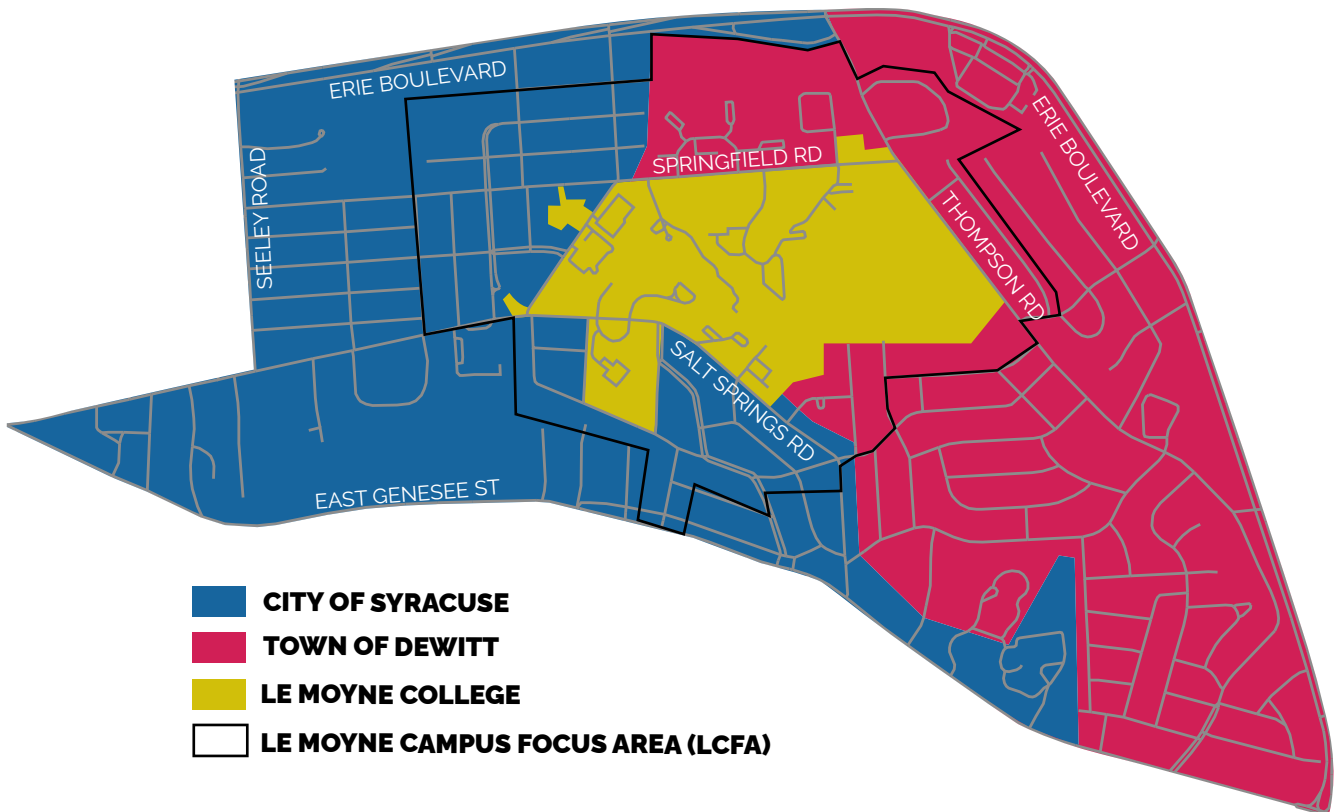 ERIE BOULEVARD
ERIE BOULEVARD
SEELEY ROAD
SPRINGFIELD RD
THOMPSON RD
SALT SPRINGS RD
EAST GENESEE ST
CITY OF SYRACUSE
TOWN OF DEWITT
LE MOYNE COLLEGE
LE MOYNE CAMPUS FOCUS AREA (LCFA)